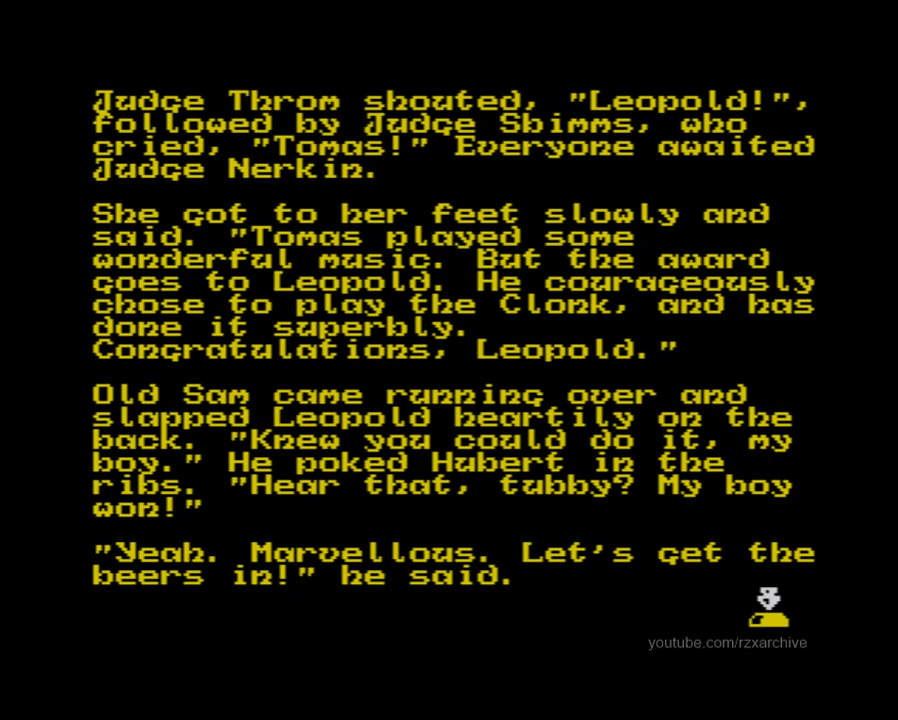 Judge Throm shouted, "Leopold!",
followed by Judge Sbimms, who
cried, "Tomas!" Everyone awaited
Judge Nerkin.
She got to her feet slowly and
said. "Tomas played some
wonderful music. But the award
goes to Leopold. He courageously
chose to play the Clonk, and has
done it superbly.
Congratulations, Leopold."
Old Sam came running over and
slapped Leopold heartily on the
back. "Knew you could do it, my
boy." He poked Hubert in the
ribs. "Hear that, tubby? My boy
won!"
"Yeah. Marvellous. Let's get the
beers in!" he said.
youtube.com/rzxarchive